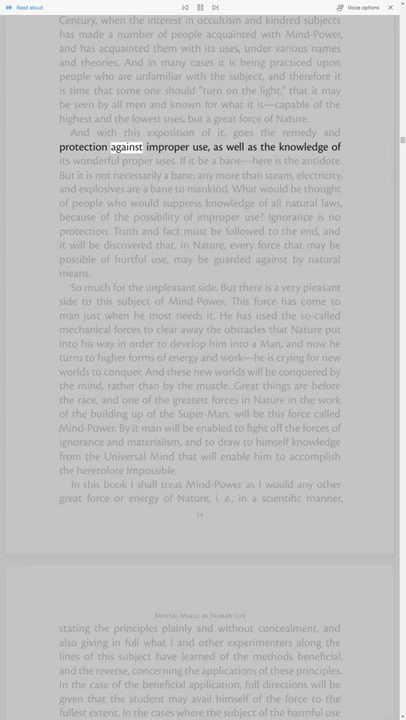 Read aloud
Voice options
Century, when the interest in occultism and kindred subjects
has made a number of people acquainted with Mind-Power,
and has acquainted them with its uses, under various names
and theories. And in many cases it is being practiced upon
people who are unfamiliar with the subject, and therefore it
is time that some one should “turn on the light,” that it may
be seen by all men and known for what it is—capable of the
highest and the lowest uses, but a great force of Nature.
And with this exposition of it, goes the remedy and
protection against improper use, as well as the knowledge of
its wonderful proper uses. If it be a bane—here is the antidote.
But it is not necessarily a bane, any more than steam, electricity,
and explosives are a bane to mankind. What would be thought
of people who would suppress knowledge of all natural laws,
because of the possibility of improper use? Ignorance is no
protection. Truth and fact must be followed to the end, and
it will be discovered that, in Nature, every force that may be
possible of hurtful use, may be guarded against by natural
means.
So much for the unpleasant side. But there is a very pleasant
side to this subject of Mind-Power. This force has come to
man just when he most needs it. He has used the so-called
mechanical forces to clear away the obstacles that Nature put
into his way in order to develop him into a Man, and now he
turns to higher forms of energy and work—he is crying for new
worlds to conquer. And these new worlds will be conquered by
the mind, rather than by the muscle. Great things are before
the race, and one of the greatest forces in Nature in the work
of the building up of the Super-Man, will be this force called
Mind-Power. By it man will be enabled to fight off the forces of
ignorance and materialism, and to draw to himself knowledge
from the Universal Mind that will enable him to accomplish
the heretofore Impossible.
In this book I shall treat Mind-Power as I would any other
great force or energy of Nature, i. e., in a scientific manner,
54
Mental Magic in Human Life
stating the principles plainly and without concealment, and
also giving in full what I and other experimenters along the
lines of this subject have learned of the methods beneficial,
and the reverse, concerning the applications of these principles.
In the case of the beneficial application, full directions will be
given that the student may avail himself of the force to the
fullest extent. In the cases where the subject of the harmful use